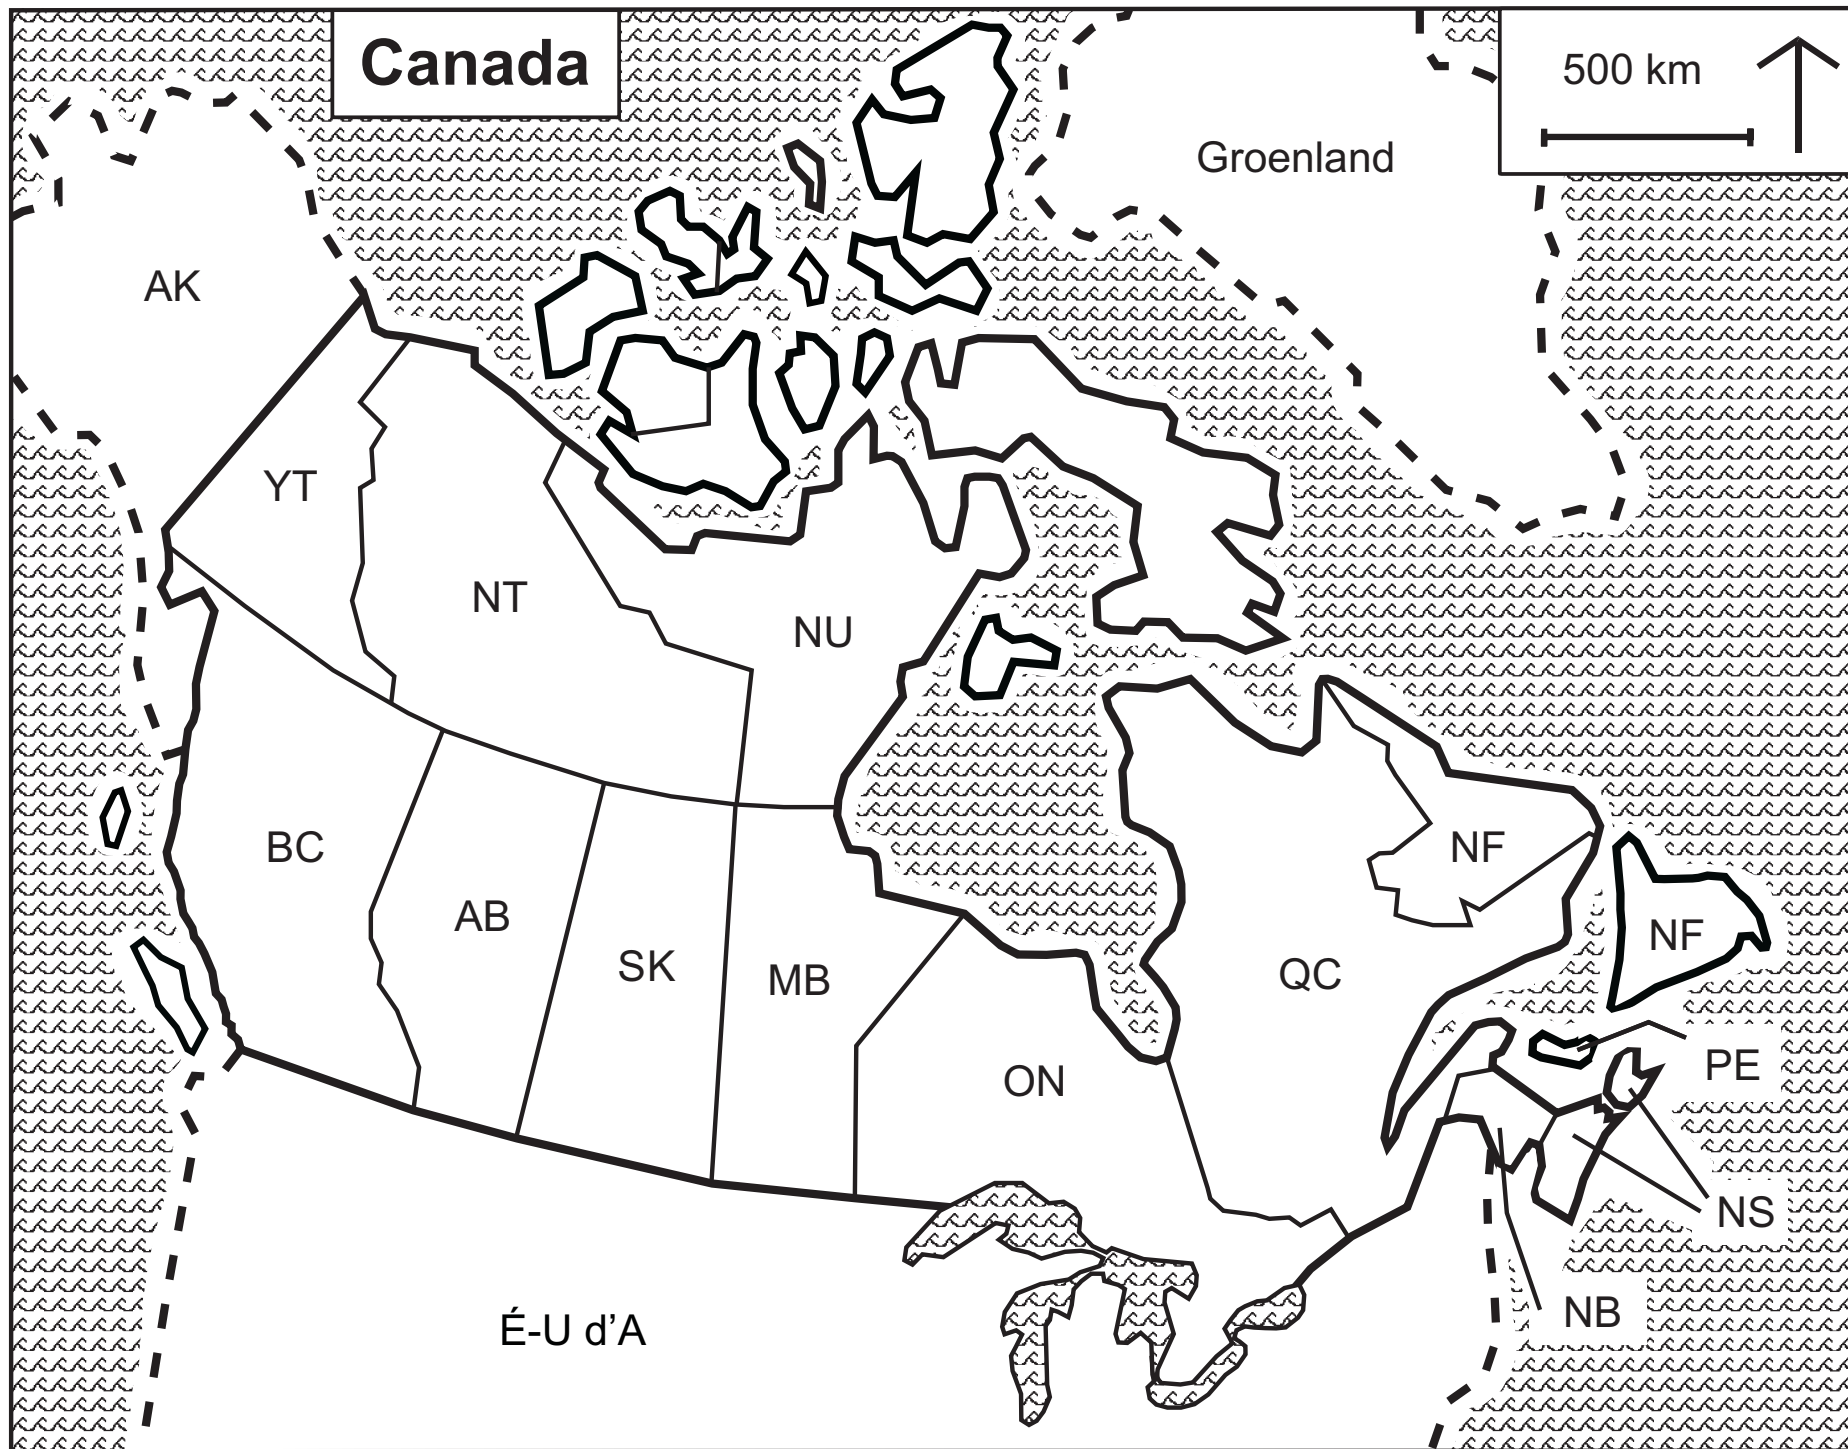 Canada
500 km
Groenland
AK
YT
NT
NU
BC
AB
SK
MB
ON
QC
NF
NF
PE
NS
NB
É-U d’A